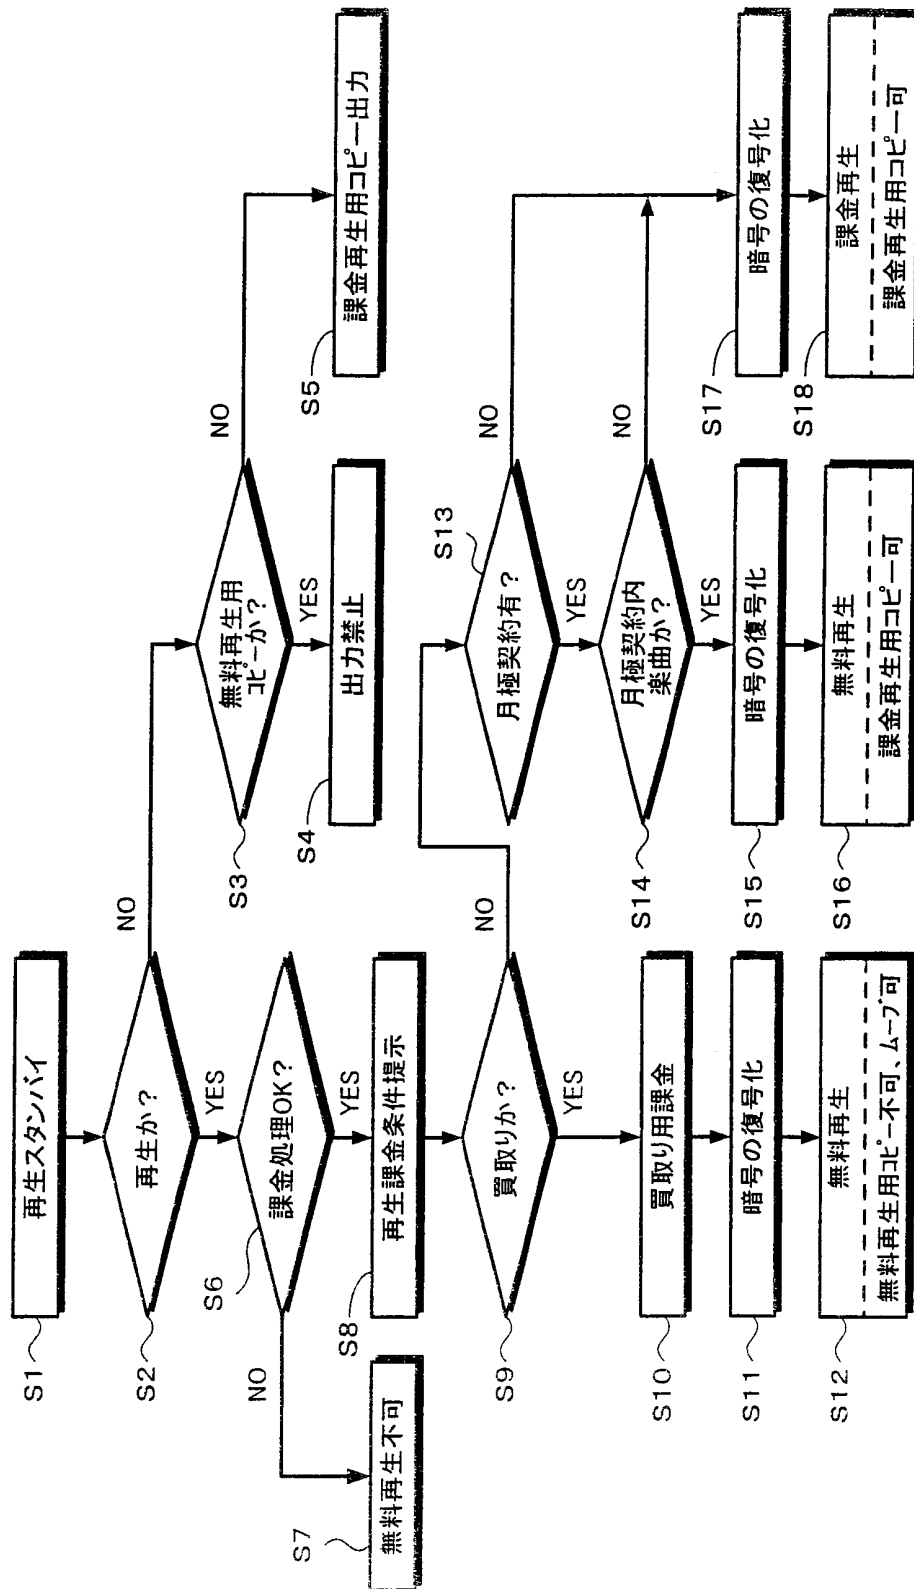 S1
再生スタンバイ
S2
再生か?
NO
YES
S3
無料再生用
コピーか?
NO
YES
S4
出力禁止
S5
課金再生用コピー出力
S6
課金処理OK?
NO
YES
S7
無料再生不可
S8
再生課金条件提示
S9
買取りか?
NO
YES
S10
買取り用課金
S11
暗号の復号化
S12
無料再生
無料再生用コピー不可、ムーブ可
S13
月極契約有?
NO
YES
S14
月極契約内
楽曲か?
NO
YES
S15
暗号の復号化
S16
無料再生
課金再生用コピー可
S17
暗号の復号化
S18
課金再生
課金再生用コピー可